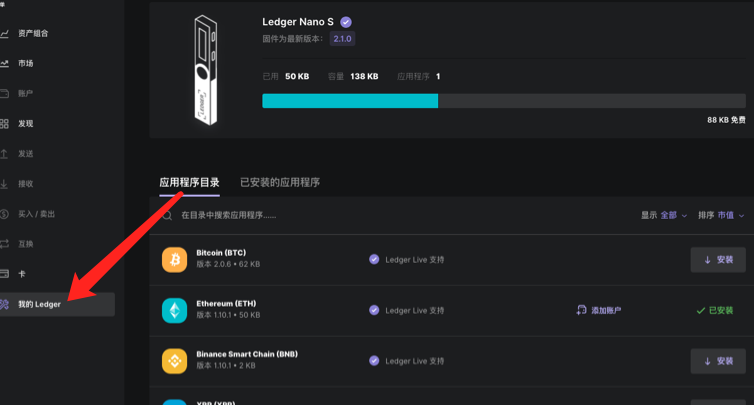 单
资产组合
市场
账户
发现
发送
接收
买入 / 卖出
互换
卡
我的 Ledger
Ledger Nano S
固件为最新版本： 2.1.0
已用 50 KB 容量 138 KB 应用程序 1
88 KB 免费
应用程序目录 已安装的应用程序
在目录中搜索应用程序......
显示 全部 排序 市值
Bitcoin (BTC)
版本 2.0.6 • 62 KB
Ledger Live 支持
安装
Ethereum (ETH)
版本 1.10.1 • 50 KB
Ledger Live 支持
添加账户
已安装
Binance Smart Chain (BNB)
版本 1.10.1 • 2 KB
Ledger Live 支持
安装
XRP (XRP)